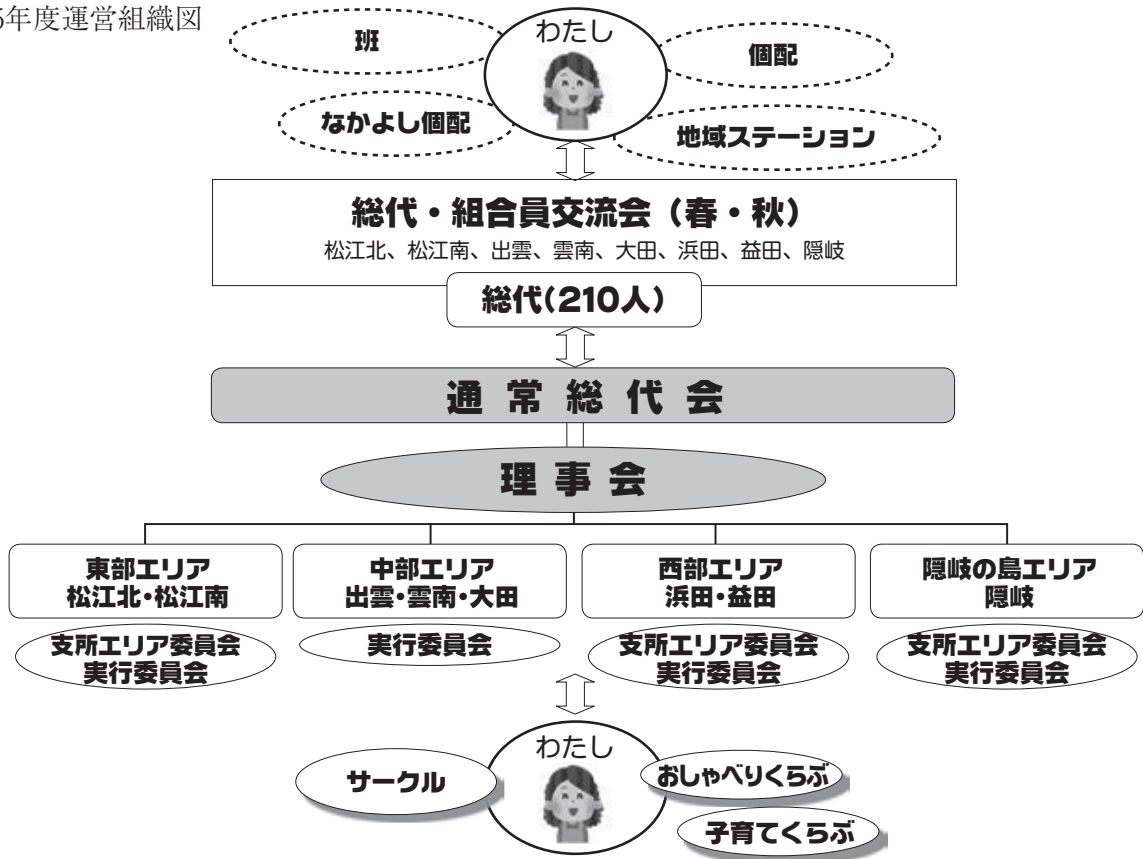 5年度運営組織図
わたし
班
個配
なかよし個配
地域ステーション
総代・組合員交流会（春・秋）
松江北、松江南、出雲、雲南、大田、浜田、益田、隠岐
総代(210人)
通常総代会
理事会
東部エリア
松江北・松江南
中部エリア
出雲・雲南・大田
西部エリア
浜田・益田
隠岐の島エリア
隠岐
支所エリア委員会
実行委員会
実行委員会
支所エリア委員会
実行委員会
支所エリア委員会
実行委員会
わたし
サークル
おしゃべりくらぶ
子育てくらぶ